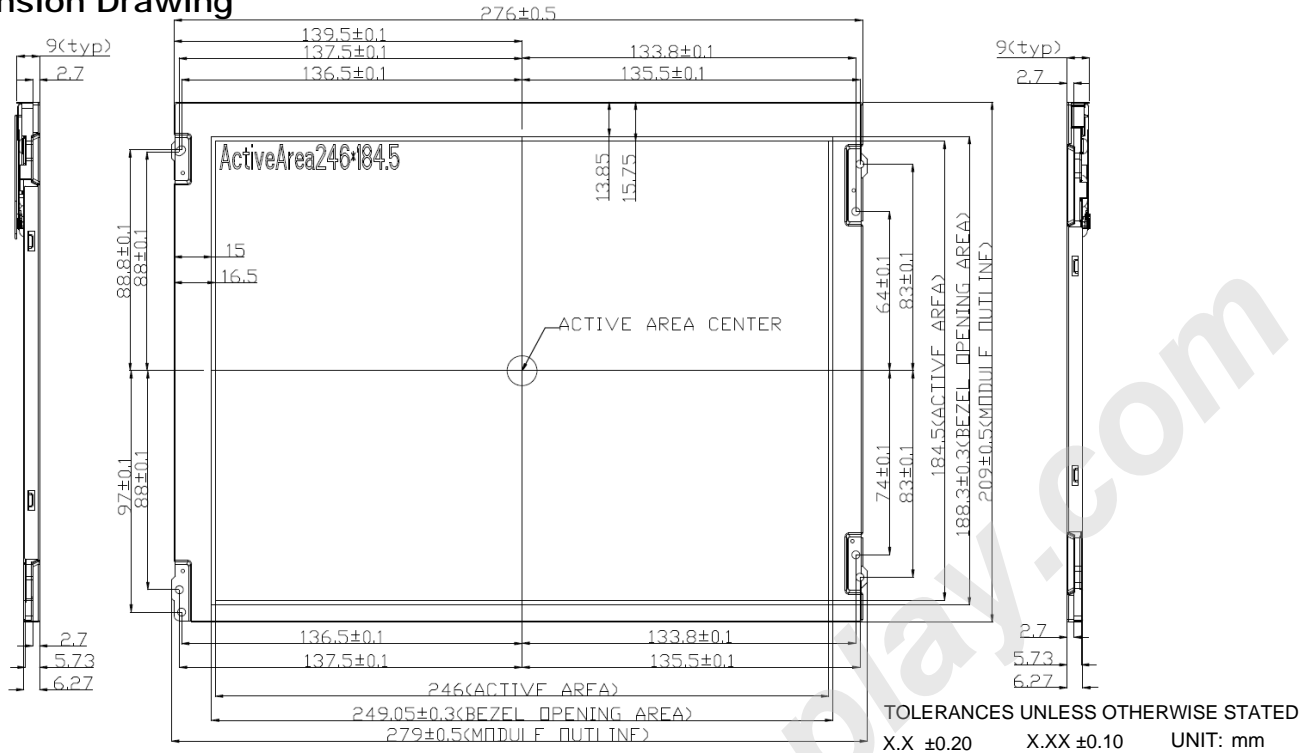 nsion Drawing
276±0.5
139.5±0.1
9(typ)
137.5±0.1
133.8±0.1
9(typ)
2.7
136.5±0.1
135.5±0.1
2.7
ActiveArea246*184.5
13.85
15.75
88.8±0.1
88±0.1
15
16.5
64±0.1
83±0.1
ACTIVE AREA CENTER
184.5(ACTIVE AREA)
188.3±0.3(BEZEL OPENING AREA)
209±0.5(MODULE OUTLINE)
97±0.1
88±0.1
74±0.1
83±0.1
2.7
136.5±0.1
133.8±0.1
2.7
5.73
137.5±0.1
135.5±0.1
5.73
6.27
246(ACTIVE AREA)
6.27
249.05±0.3(BEZEL OPENING AREA)
279±0.5(MODULE OUTLINE)
TOLERANCES UNLESS OTHERWISE STATED
X.X ±0.20 X.XX ±0.10 UNIT: mm
play.com